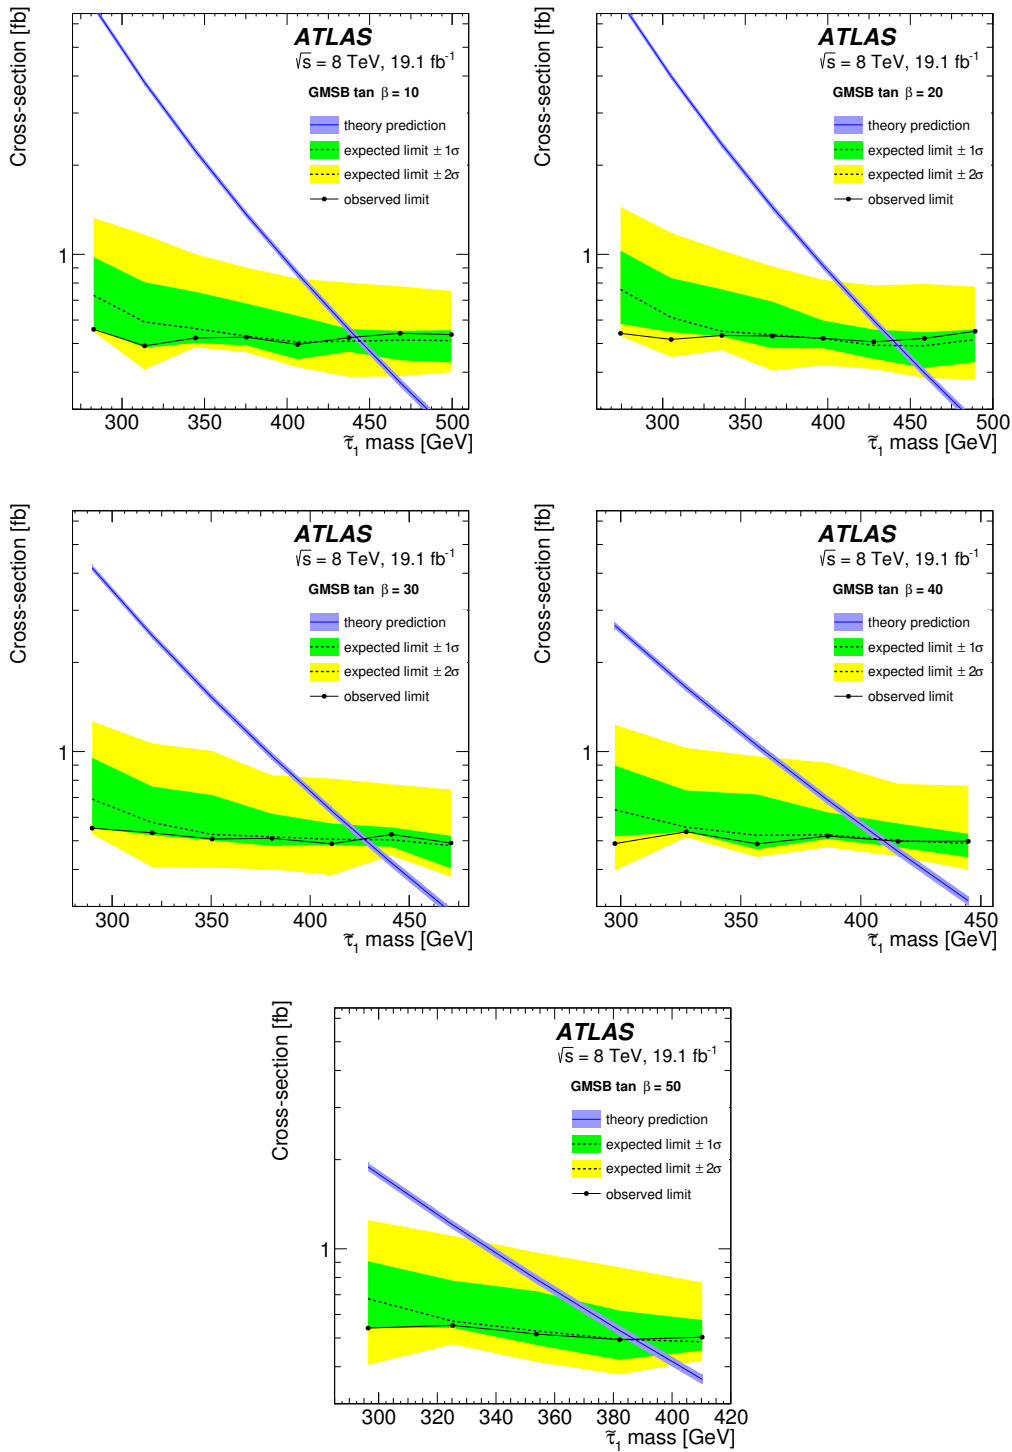 Cross-section [fb]
ATLAS
√s = 8 TeV, 19.1 fb⁻¹
GMSB tan β = 10
theory prediction
expected limit ± 1σ
expected limit ± 2σ
observed limit
1
300 350 400 450 500
τ̃₁ mass [GeV]
Cross-section [fb]
ATLAS
√s = 8 TeV, 19.1 fb⁻¹
GMSB tan β = 20
theory prediction
expected limit ± 1σ
expected limit ± 2σ
observed limit
1
300 350 400 450 500
τ̃₁ mass [GeV]
Cross-section [fb]
ATLAS
√s = 8 TeV, 19.1 fb⁻¹
GMSB tan β = 30
theory prediction
expected limit ± 1σ
expected limit ± 2σ
observed limit
1
300 350 400 450
τ̃₁ mass [GeV]
Cross-section [fb]
ATLAS
√s = 8 TeV, 19.1 fb⁻¹
GMSB tan β = 40
theory prediction
expected limit ± 1σ
expected limit ± 2σ
observed limit
1
300 350 400 450
τ̃₁ mass [GeV]
Cross-section [fb]
ATLAS
√s = 8 TeV, 19.1 fb⁻¹
GMSB tan β = 50
theory prediction
expected limit ± 1σ
expected limit ± 2σ
observed limit
1
300 320 340 360 380 400 420
τ̃₁ mass [GeV]